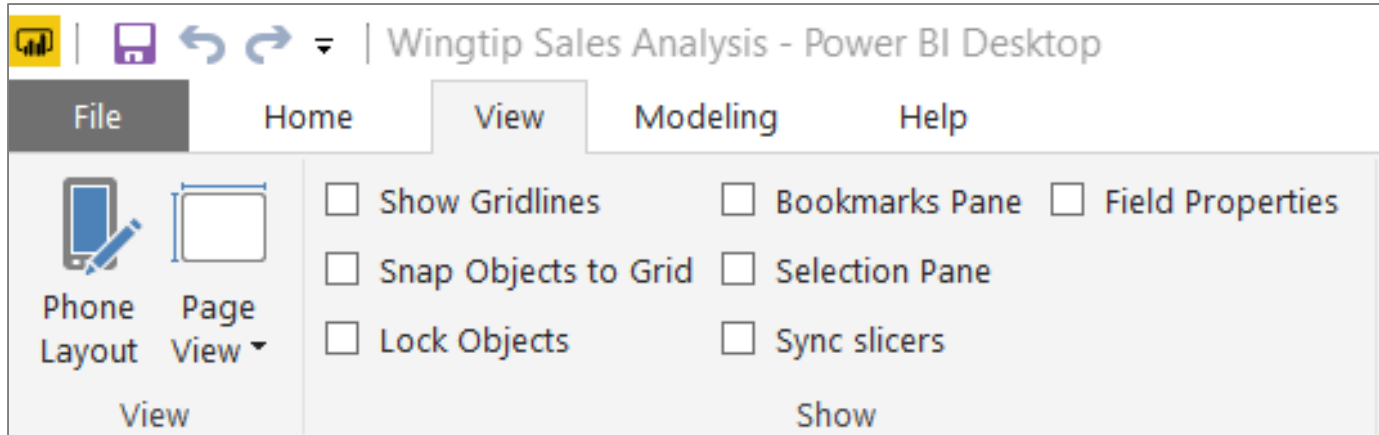 Wingtip Sales Analysis - Power BI Desktop
File Home View Modeling Help
Show Gridlines Bookmarks Pane Field Properties
Snap Objects to Grid Selection Pane
Phone Page
Lock Objects Sync slicers
Layout View
View Show